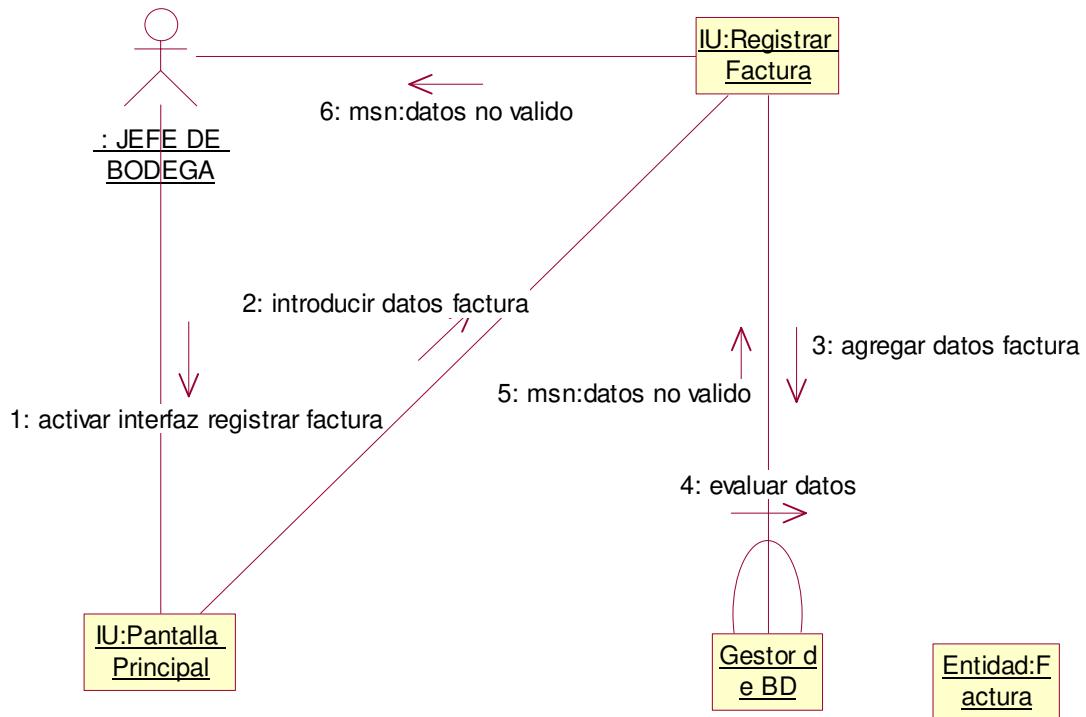 IU:Registrar
Factura
6: msn:datos no valido
: JEFE DE
BODEGA
2: introducir datos factura
3: agregar datos factura
5: msn:datos no valido
1: activar interfaz registrar factura
4: evaluar datos
IU:Pantalla
Principal
Gestor d
e BD
Entidad:F
actura